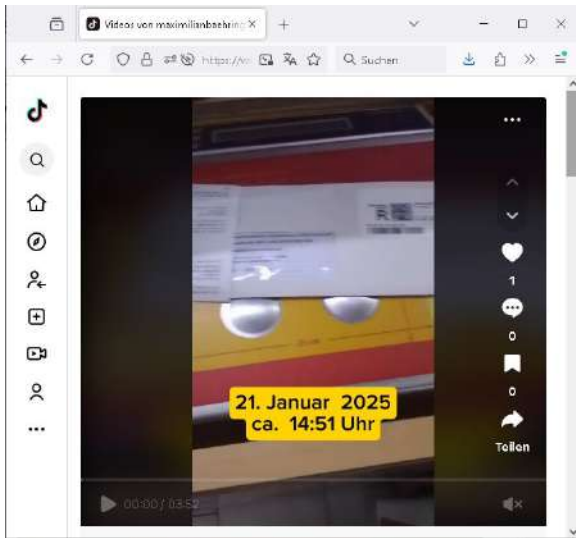 Videos von maximilianbaehring
https://w
Suchen
R
21. Januar 2025
ca. 14:51 Uhr
1
0
0
Teilen
00:00 / 03:52